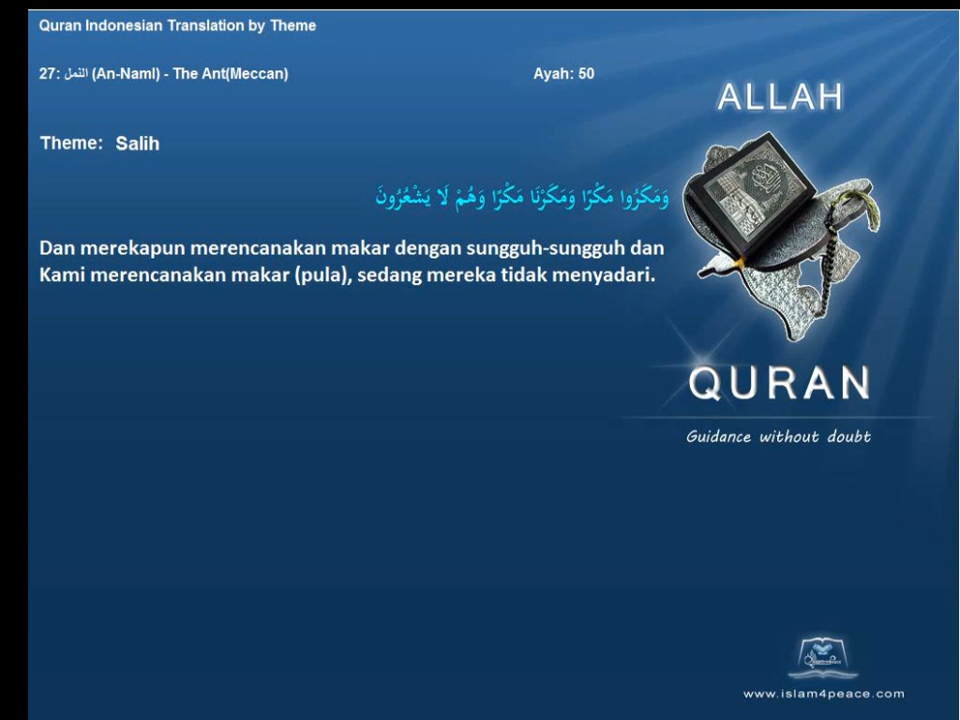 Quran Indonesian Translation by Theme
27: النمل (An-Naml) - The Ant(Meccan) Ayah: 50
ALLAH
Theme: Salih
وَمَكَرُوا مَكْرًا وَمَكَرْنَا مَكْرًا وَهُمْ لَا يَشْعُرُونَ
Dan merekapun merencanakan makar dengan sungguh-sungguh dan
Kami merencanakan makar (pula), sedang mereka tidak menyadari.
QURAN
Guidance without doubt
www.islam4peace.com